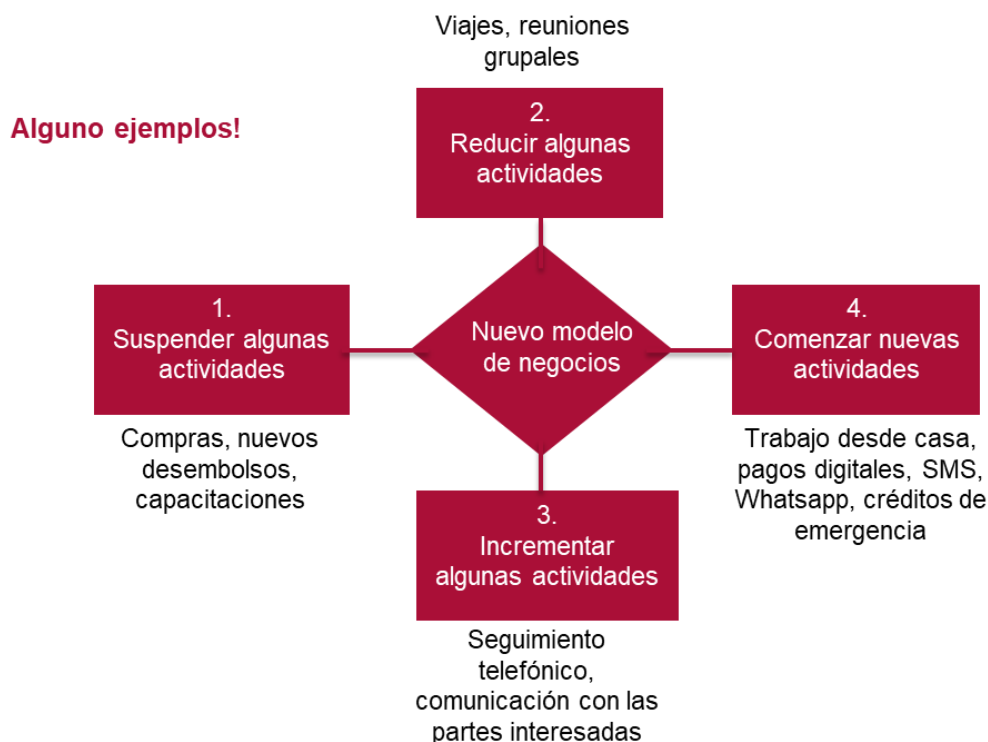 Alguno ejemplos!
Viajes, reuniones
grupales
2.
Reducir algunas
actividades
1.
Suspender algunas
actividades
Compras, nuevos
desembolsos,
capacitaciones
Nuevo modelo
de negocios
4.
Comenzar nuevas
actividades
Trabajo desde casa,
pagos digitales, SMS,
Whatsapp, créditos de
emergencia
3.
Incrementar
algunas actividades
Seguimiento
telefónico,
comunicación con las
partes interesadas